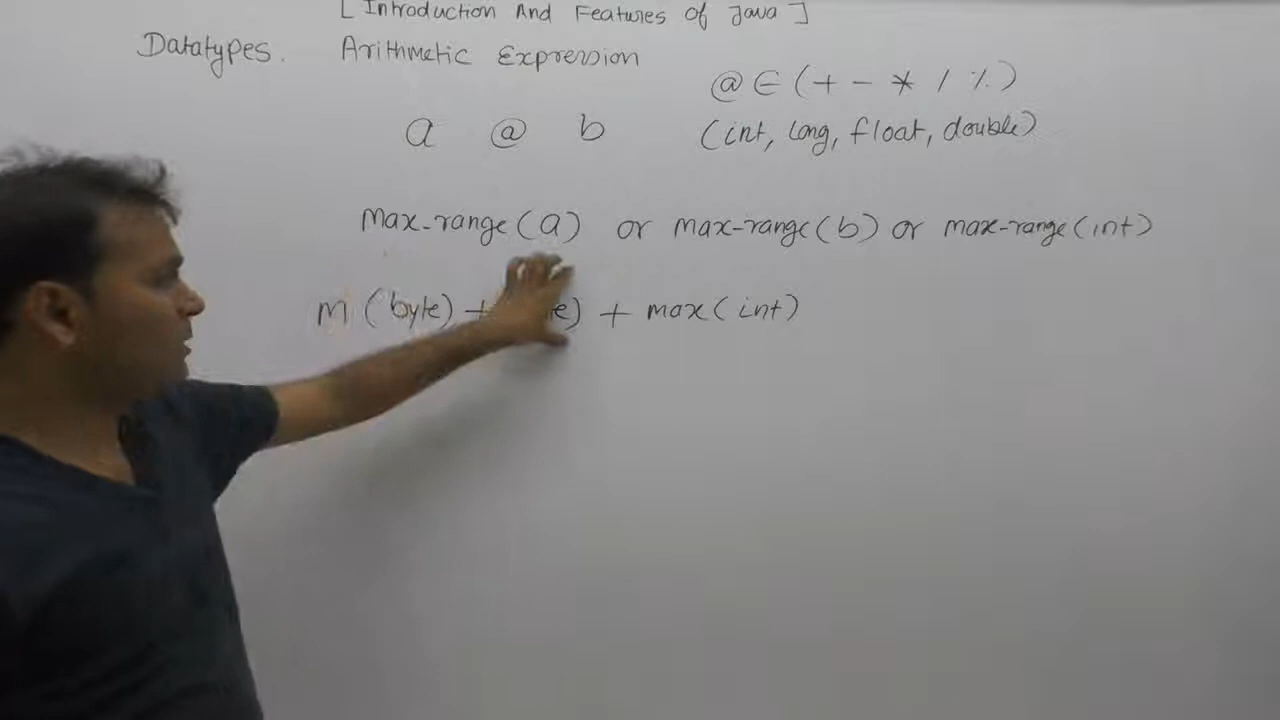 [ Introduction And Features of Java ]
Datatypes. Arithmetic Expression
@ ∈ ( + - * / % )
a @ b (int, long, float, double)
max-range(a) or max-range(b) or max-range(int)
m (byte) + e) + max(int)